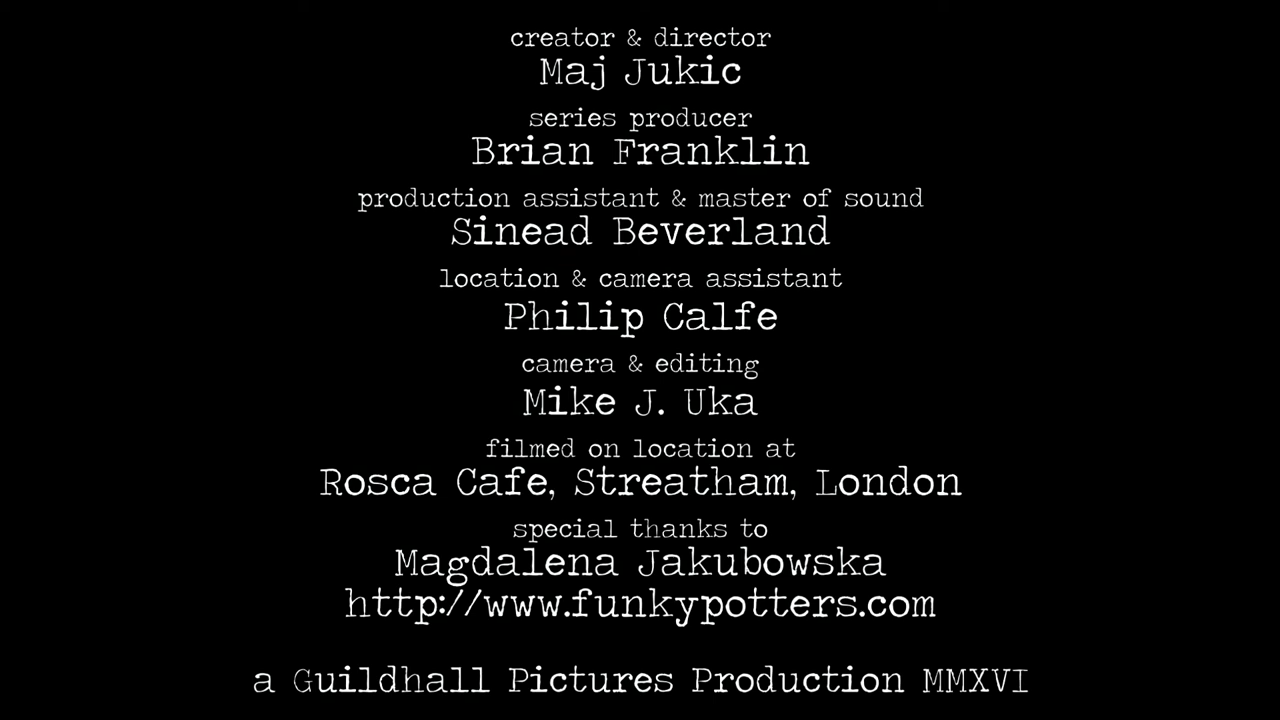 creator & director
Maj Jukic
series producer
Brian Franklin
production assistant & master of sound
Sinead Beverland
location & camera assistant
Philip Calfe
camera & editing
Mike J. Uka
filmed on location at
Rosca Cafe, Streatham, London
special thanks to
Magdalena Jakubowska
http://www.funkypotters.com
a Guildhall Pictures Production MMXVI